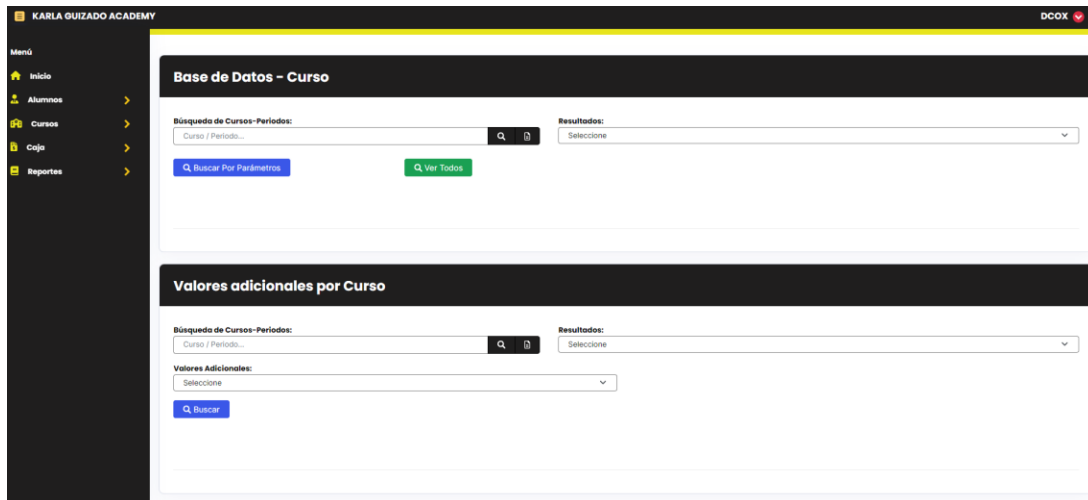 KARLA GUIZADO ACADEMY
DCOX
Menú
Inicio
Alumnos
Cursos
Caja
Reportes
Base de Datos - Curso
Búsqueda de Cursos-Periodos:
Resultados:
Curso / Periodo...
Seleccione
Buscar Por Parámetros
Ver Todos
Valores adicionales por Curso
Búsqueda de Cursos-Periodos:
Resultados:
Curso / Periodo...
Seleccione
Valores Adicionales:
Seleccione
Buscar